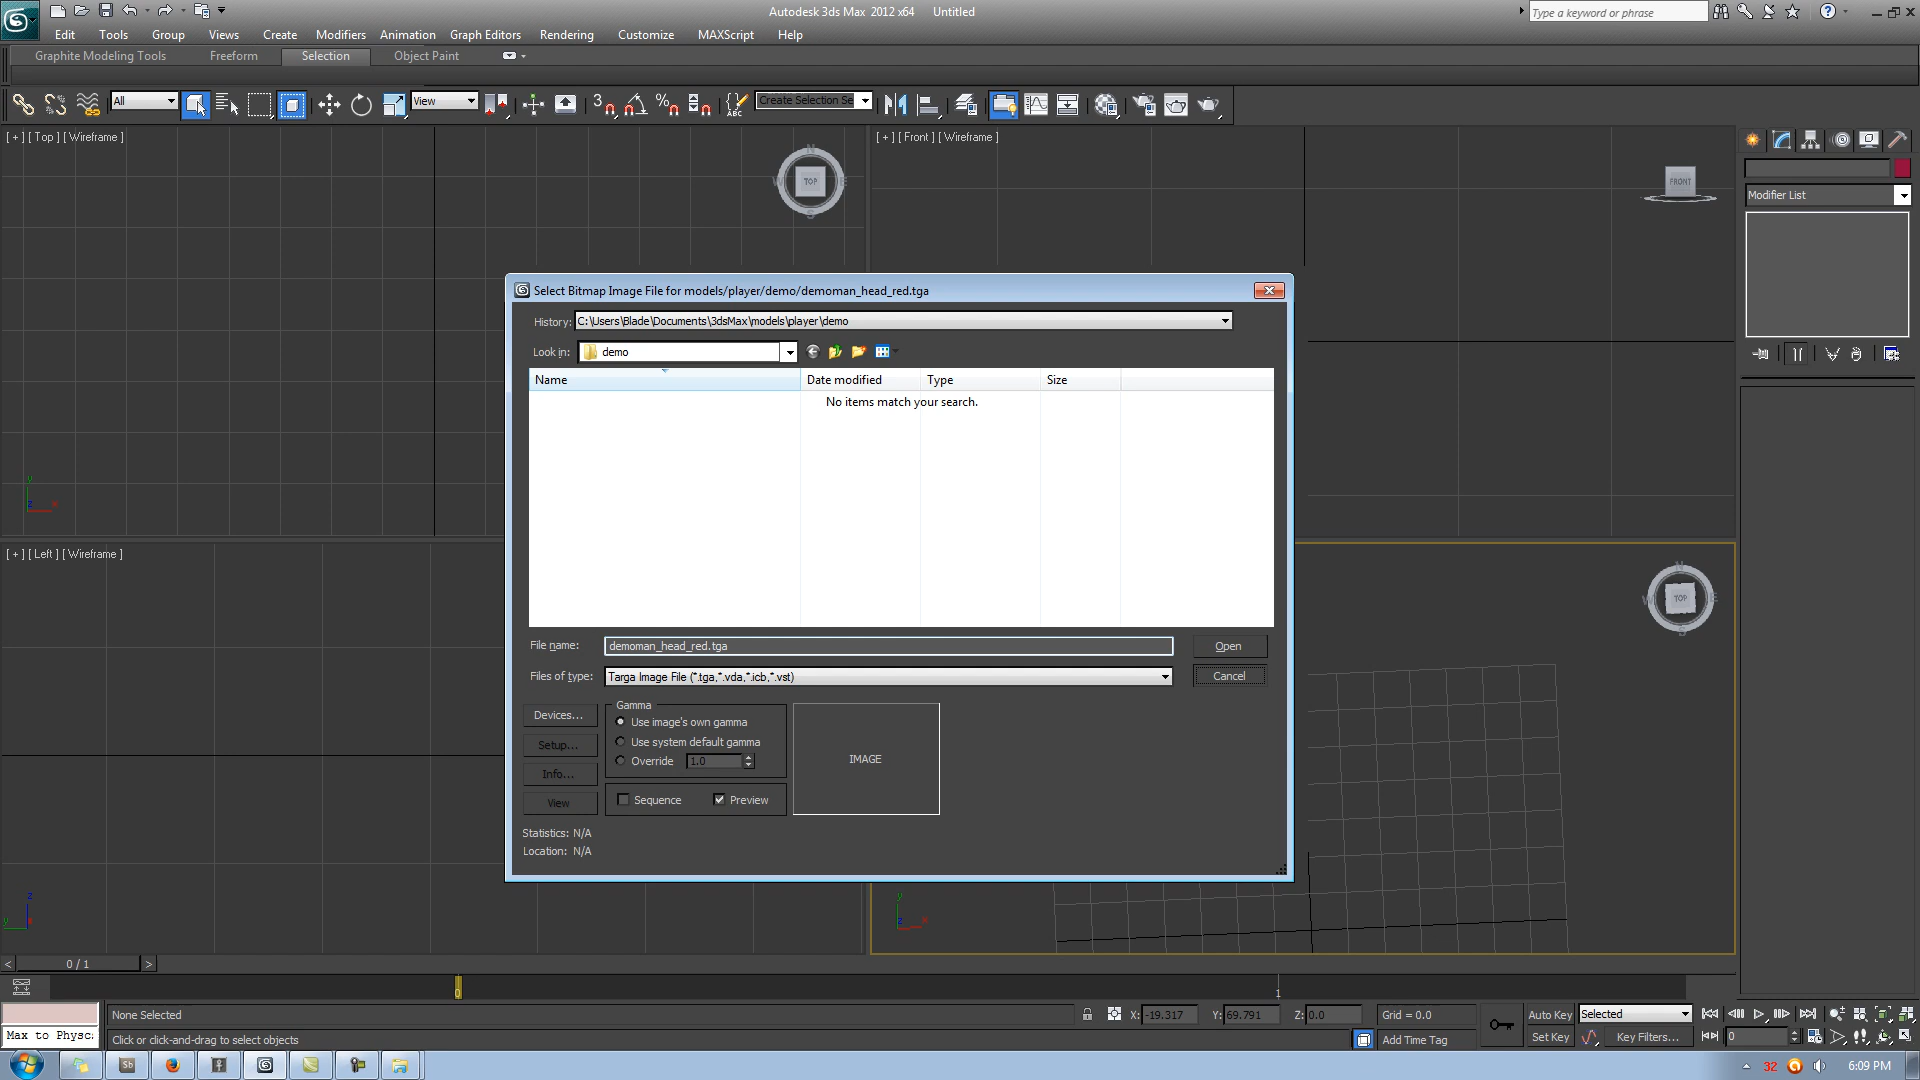 Autodesk 3ds Max 2012 x64 Untitled
Type a keyword or phrase
Edit Tools Group Views Create Modifiers Animation Graph Editors Rendering Customize MAXScript Help
Graphite Modeling Tools Freeform Selection Object Paint
All View Create Selection Se
[ + ] [ Top ] [ Wireframe ]
[ + ] [ Front ] [ Wireframe ]
TOP
FRONT
Modifier List
Select Bitmap Image File for models/player/demo/demoman_head_red.tga
History: C:\Users\Blade\Documents\3dsMax\models\player\demo
Look in: demo
Name Date modified Type Size
No items match your search.
[ + ] [ Left ] [ Wireframe ]
TOP
File name: demoman_head_red.tga Open
Files of type: Targa Image File (*.tga,*.vda,*.icb,*.vst) Cancel
Gamma
Devices... Use image's own gamma
Setup... Use system default gamma
Override 1.0
Info...
IMAGE
View Sequence Preview
Statistics: N/A
Location: N/A
< 0 / 1 >
0 1
None Selected X: -19.317 Y: 69.791 Z: 0.0 Grid = 0.0 Auto Key Selected
Max to Physc: Click or click-and-drag to select objects Add Time Tag Set Key Key Filters... 0
Sb 32 6:09 PM